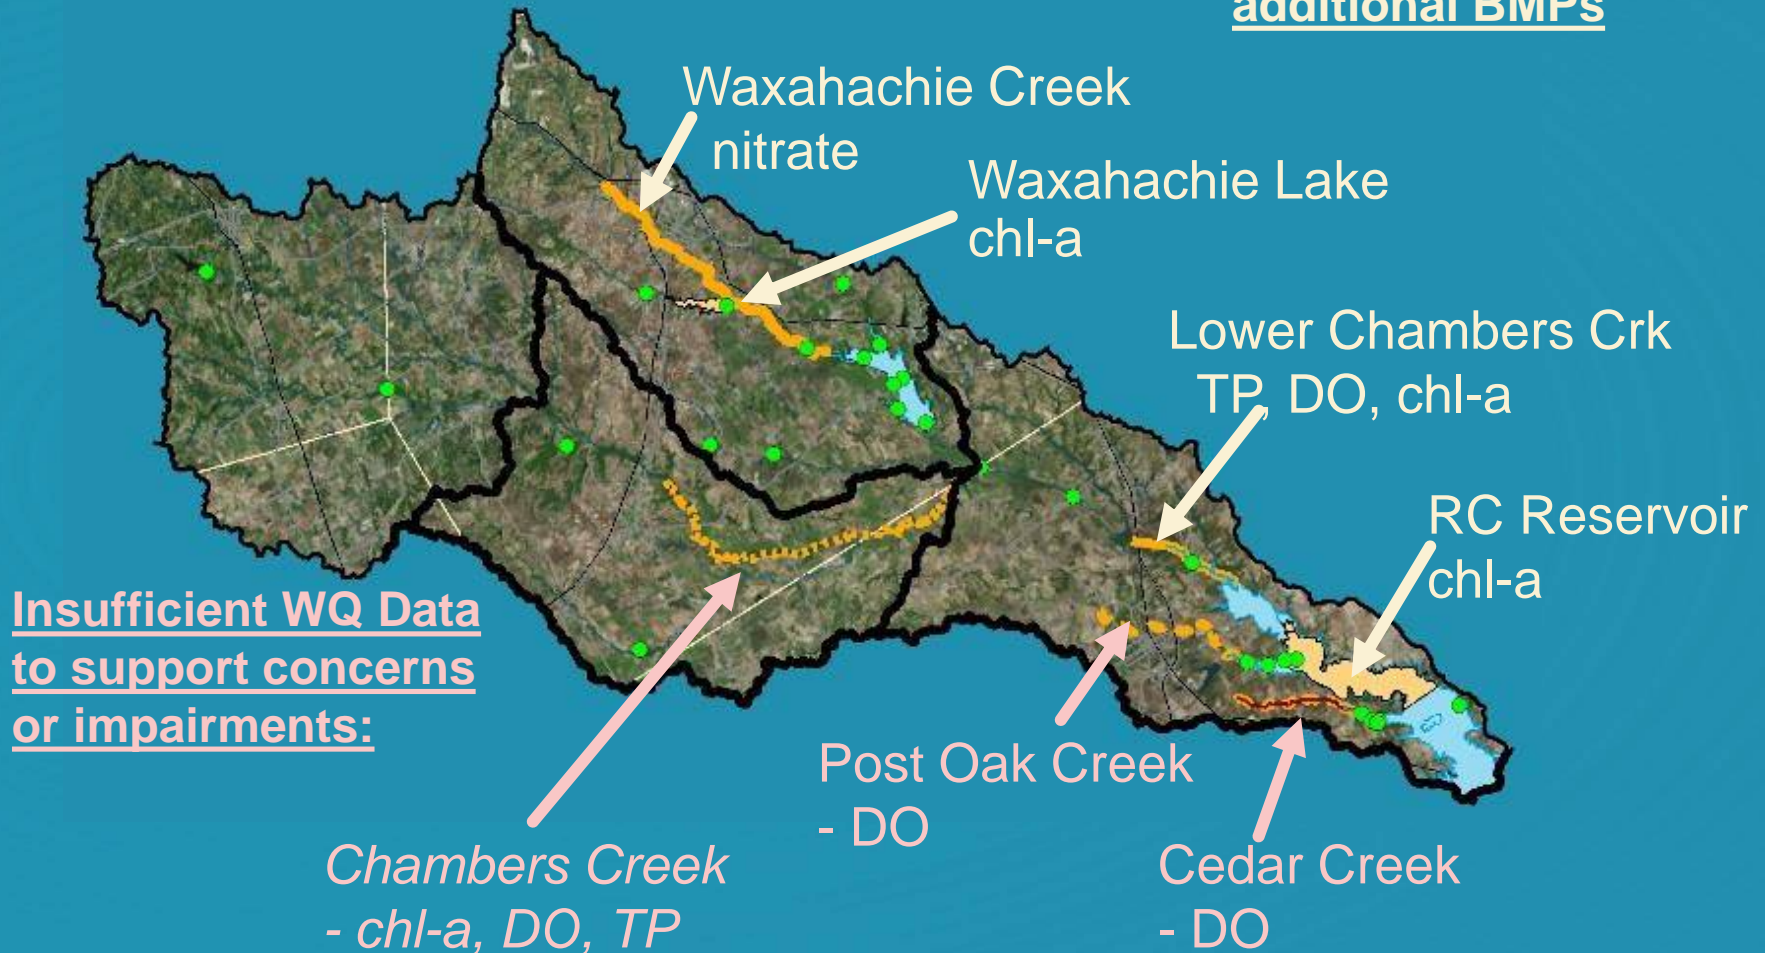 additional BMPs
Waxahachie Creek
nitrate
Waxahachie Lake
chl-a
Lower Chambers Crk
TP, DO, chl-a
RC Reservoir
chl-a
Insufficient WQ Data
to support concerns
or impairments:
Post Oak Creek
- DO
Chambers Creek
- chl-a, DO, TP
Cedar Creek
- DO